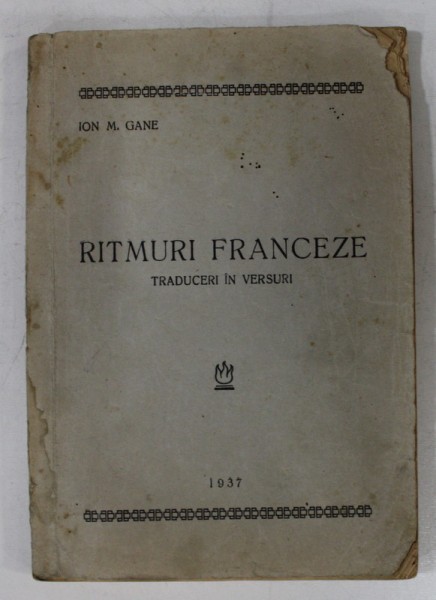 ION M. GANE
RITMURI FRANCEZE
TRADUCERI ÎN VERSURI
1937